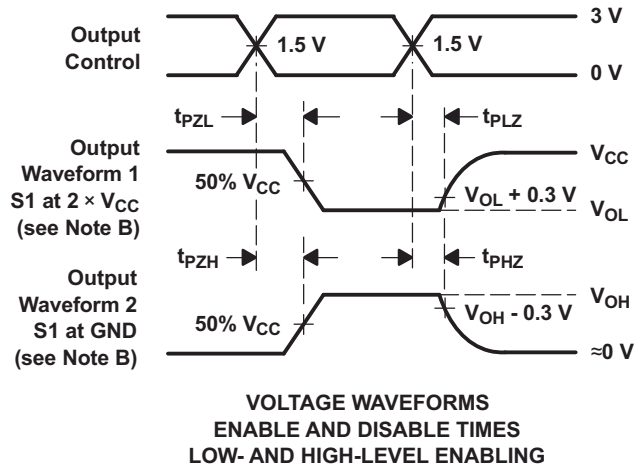 Output
Control
1.5 V
1.5 V
3 V
0 V
tPZL
tPLZ
Output
Waveform 1
S1 at 2 × VCC
(see Note B)
50% VCC
VCC
VOL + 0.3 V
VOL
tPZH
tPHZ
Output
Waveform 2
S1 at GND
(see Note B)
50% VCC
VOH
VOH - 0.3 V
≈0 V
VOLTAGE WAVEFORMS
ENABLE AND DISABLE TIMES
LOW- AND HIGH-LEVEL ENABLING